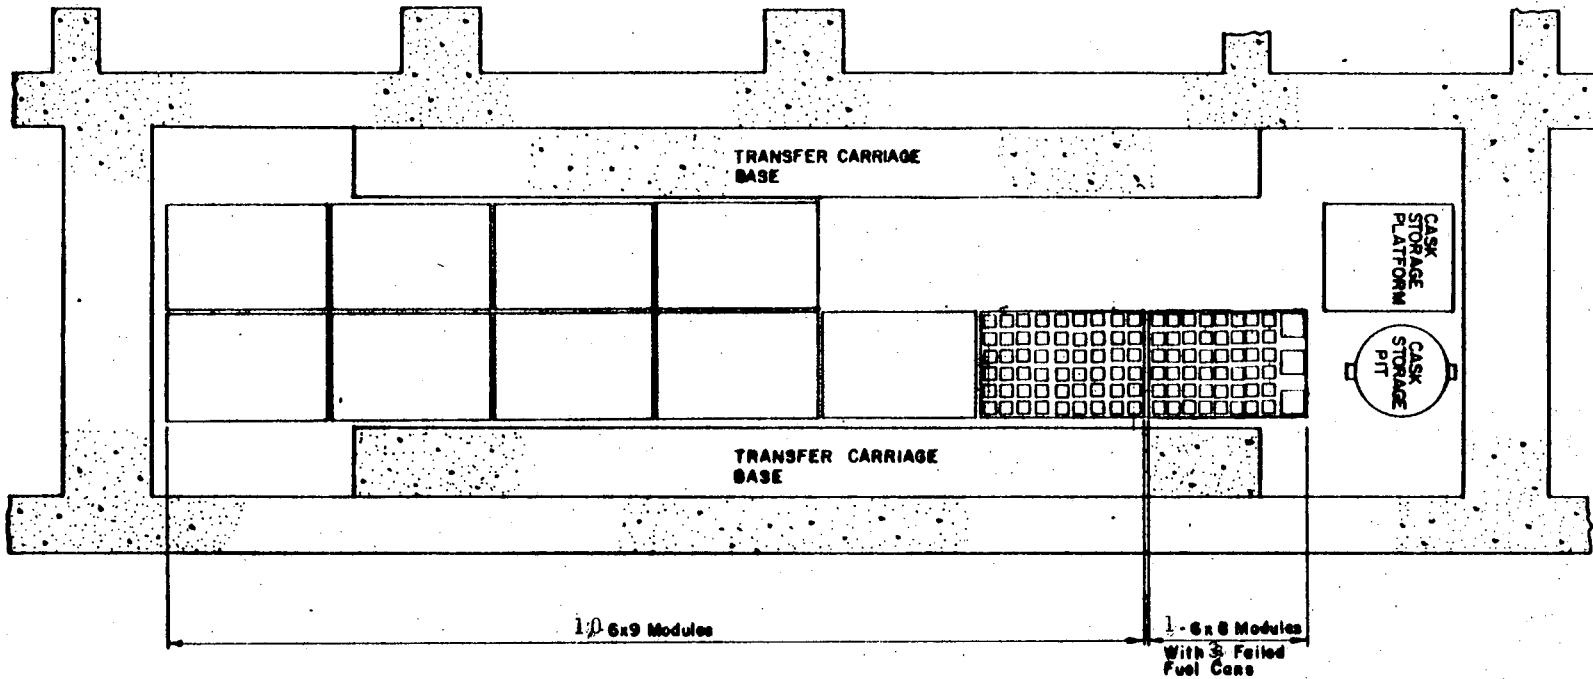 TRANSFER CARRIAGE
BASE
CASK
STORAGE
PLATFORM
CASK
STORAGE
PIT
TRANSFER CARRIAGE
BASE
10 6x9 Modules
1 - 6x8 Modules
With 3 Failed
Fuel Cans